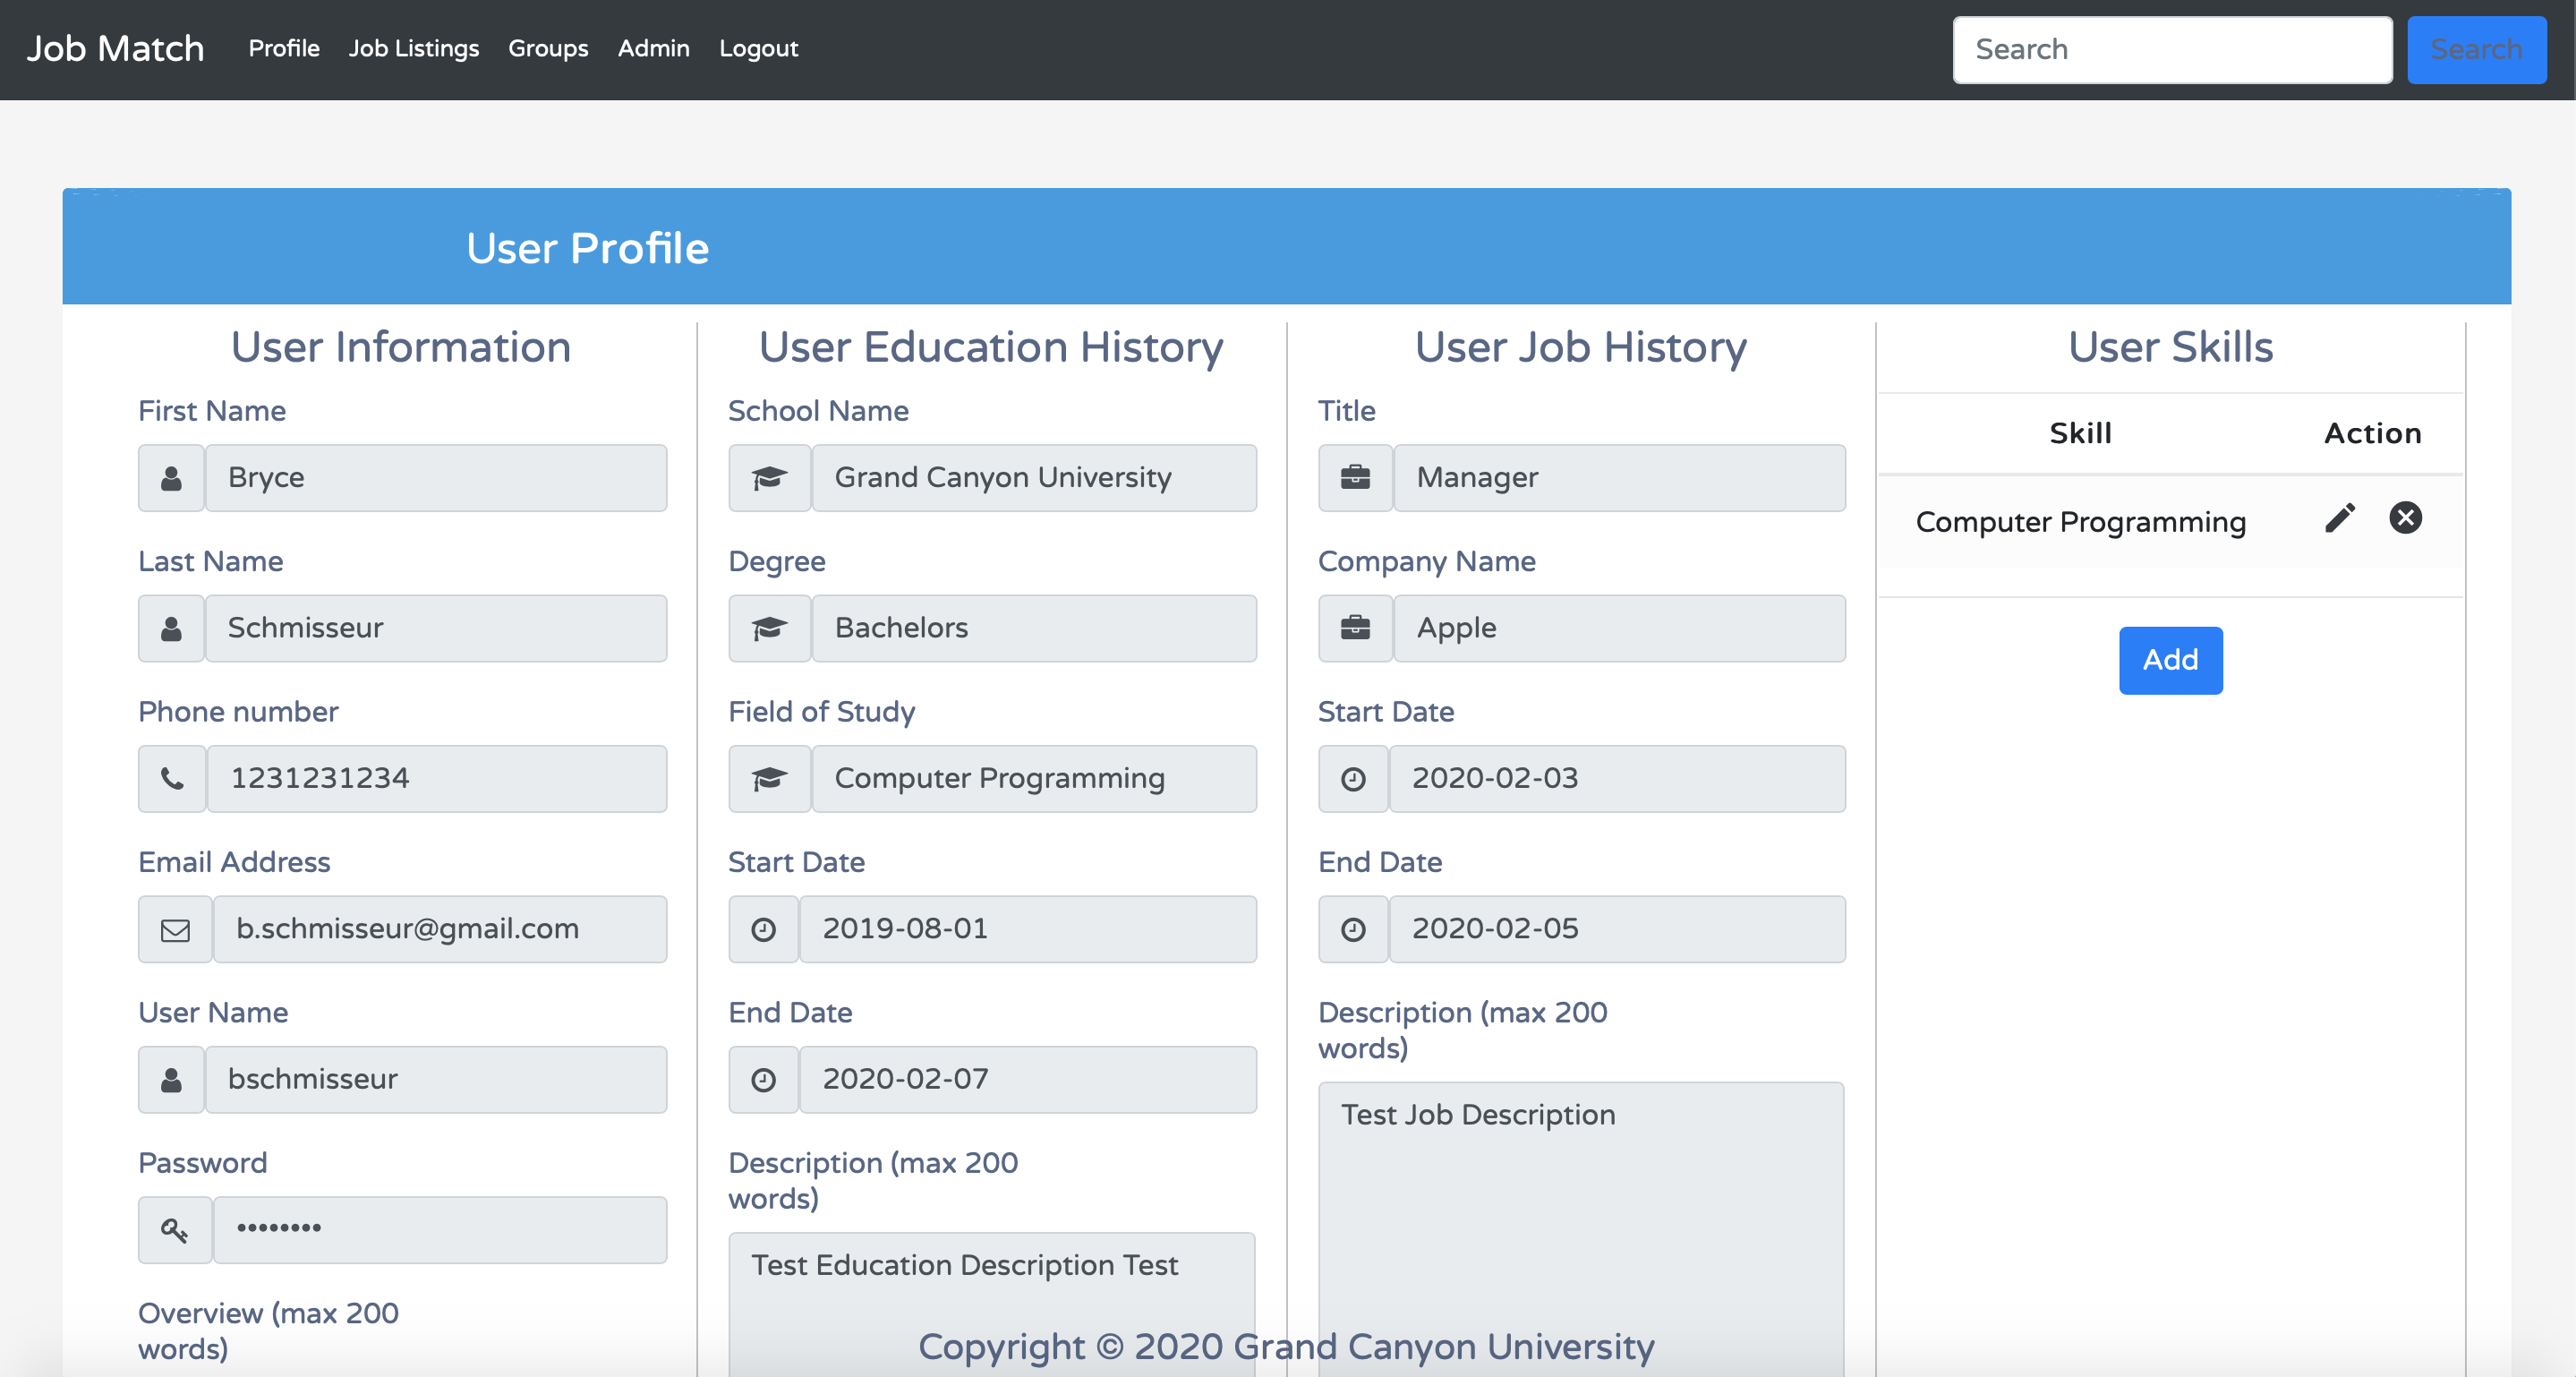 Job Match Profile Job Listings Groups Admin Logout Search Search
User Profile
User Information
First Name
Bryce
Last Name
Schmisseur
Phone number
1231231234
Email Address
b.schmisseur@gmail.com
User Name
bschmisseur
Password
••••••••
Overview (max 200
words)
User Education History
School Name
Grand Canyon University
Degree
Bachelors
Field of Study
Computer Programming
Start Date
2019-08-01
End Date
2020-02-07
Description (max 200
words)
Test Education Description Test
User Job History
Title
Manager
Company Name
Apple
Start Date
2020-02-03
End Date
2020-02-05
Description (max 200
words)
Test Job Description
User Skills
Skill Action
Computer Programming
Add
Copyright © 2020 Grand Canyon University